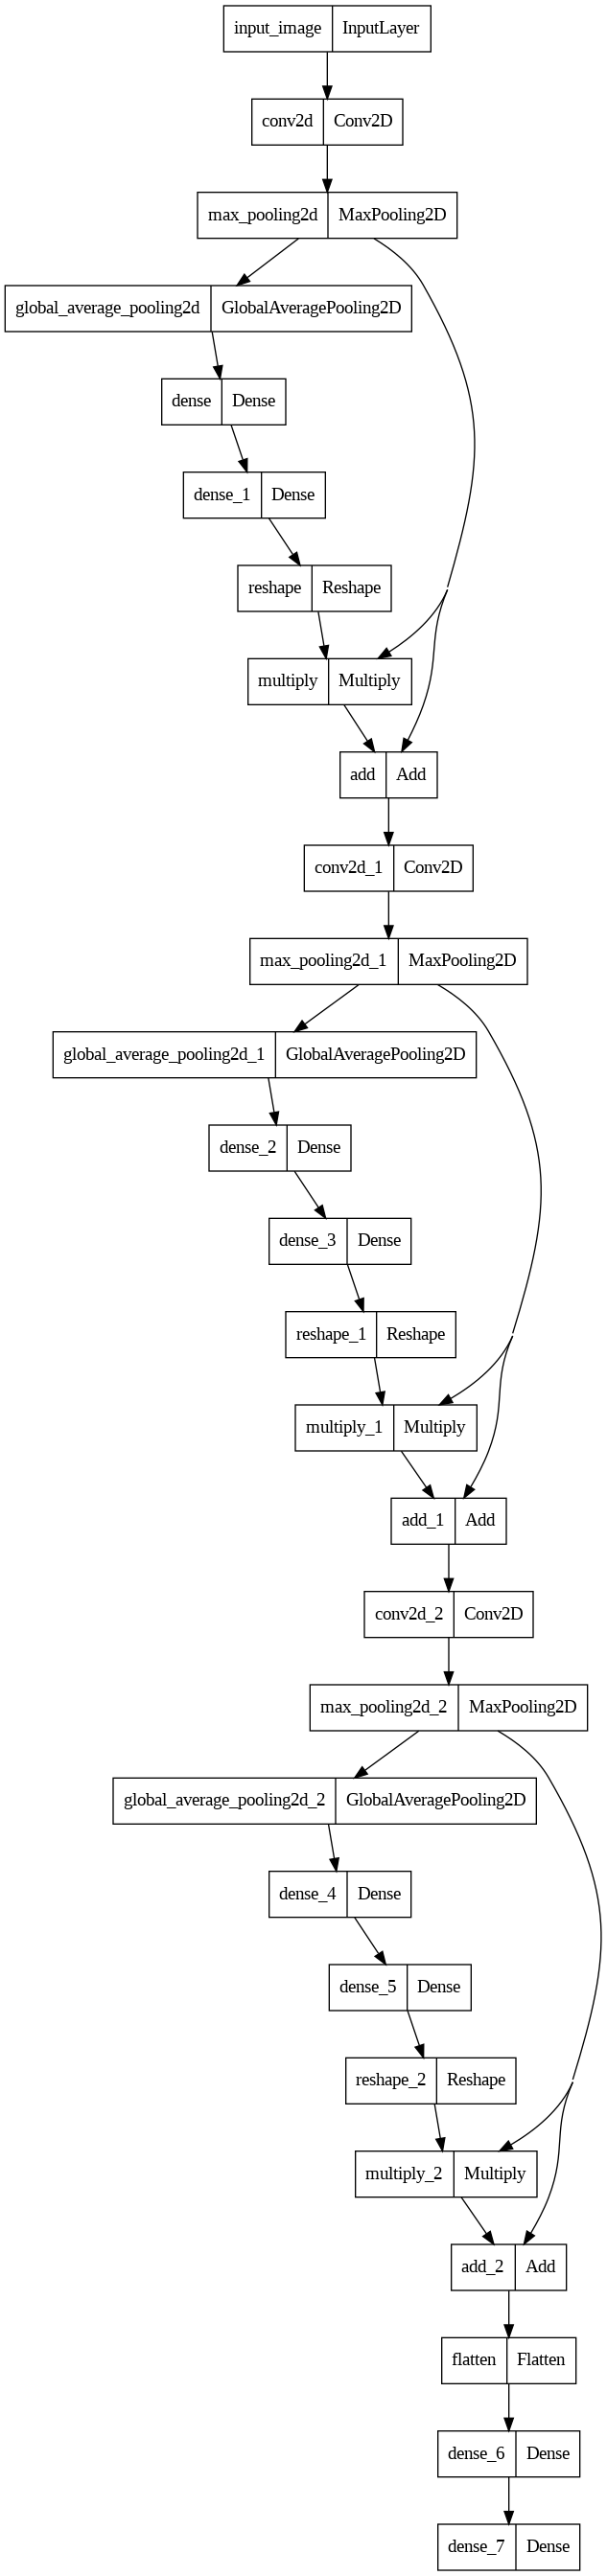 input_image InputLayer
conv2d Conv2D
max_pooling2d MaxPooling2D
global_average_pooling2d GlobalAveragePooling2D
dense Dense
dense_1 Dense
reshape Reshape
multiply Multiply
add Add
conv2d_1 Conv2D
max_pooling2d_1 MaxPooling2D
global_average_pooling2d_1 GlobalAveragePooling2D
dense_2 Dense
dense_3 Dense
reshape_1 Reshape
multiply_1 Multiply
add_1 Add
conv2d_2 Conv2D
max_pooling2d_2 MaxPooling2D
global_average_pooling2d_2 GlobalAveragePooling2D
dense_4 Dense
dense_5 Dense
reshape_2 Reshape
multiply_2 Multiply
add_2 Add
flatten Flatten
dense_6 Dense
dense_7 Dense